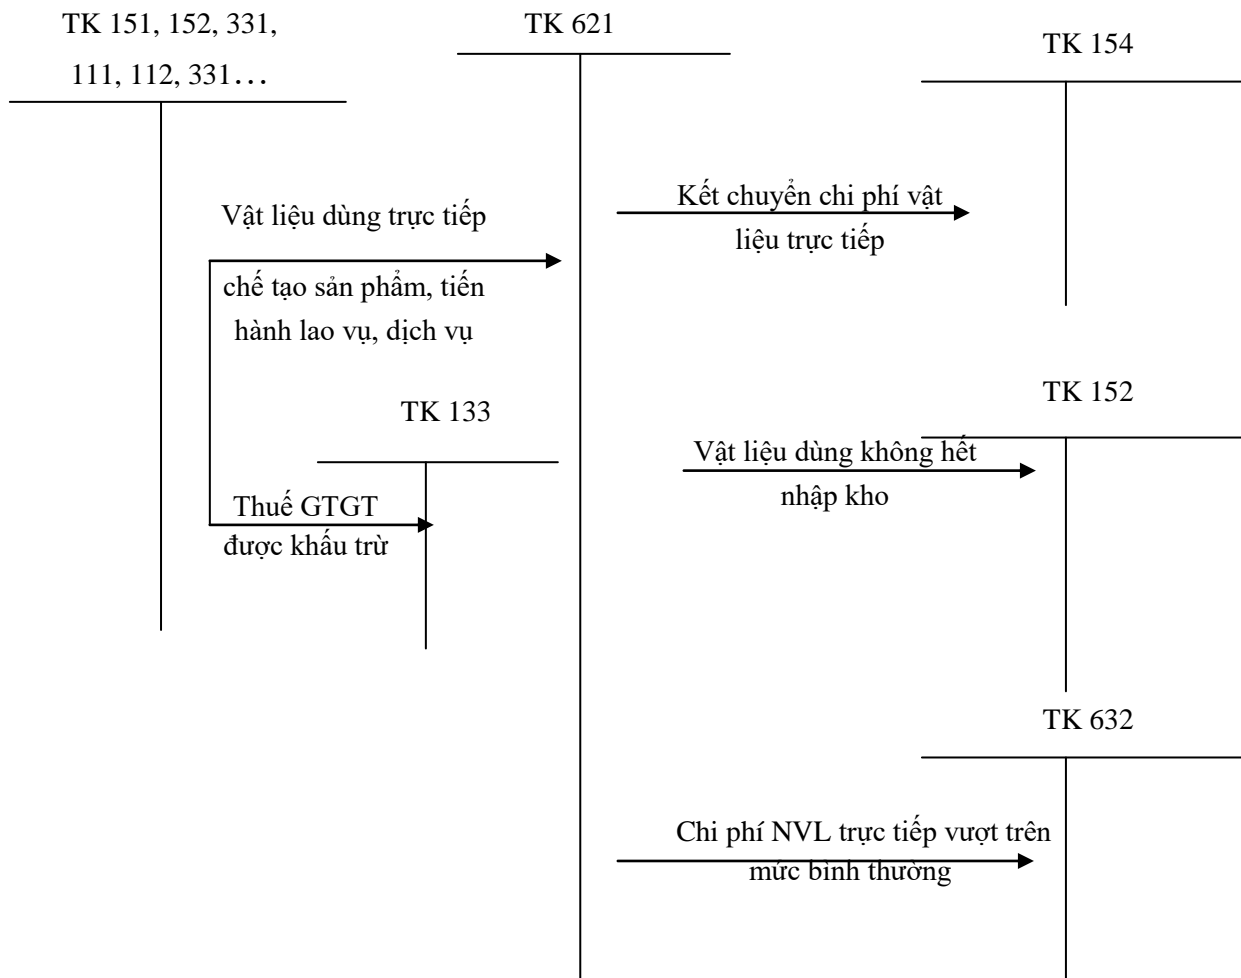 TK 151, 152, 331,
111, 112, 331…
TK 621
TK 154
Vật liệu dùng trực tiếp
chế tạo sản phẩm, tiến
hành lao vụ, dịch vụ
Kết chuyển chi phí vật
liệu trực tiếp
TK 133
Thuế GTGT
được khấu trừ
TK 152
Vật liệu dùng không hết
nhập kho
TK 632
Chi phí NVL trực tiếp vượt trên
mức bình thường